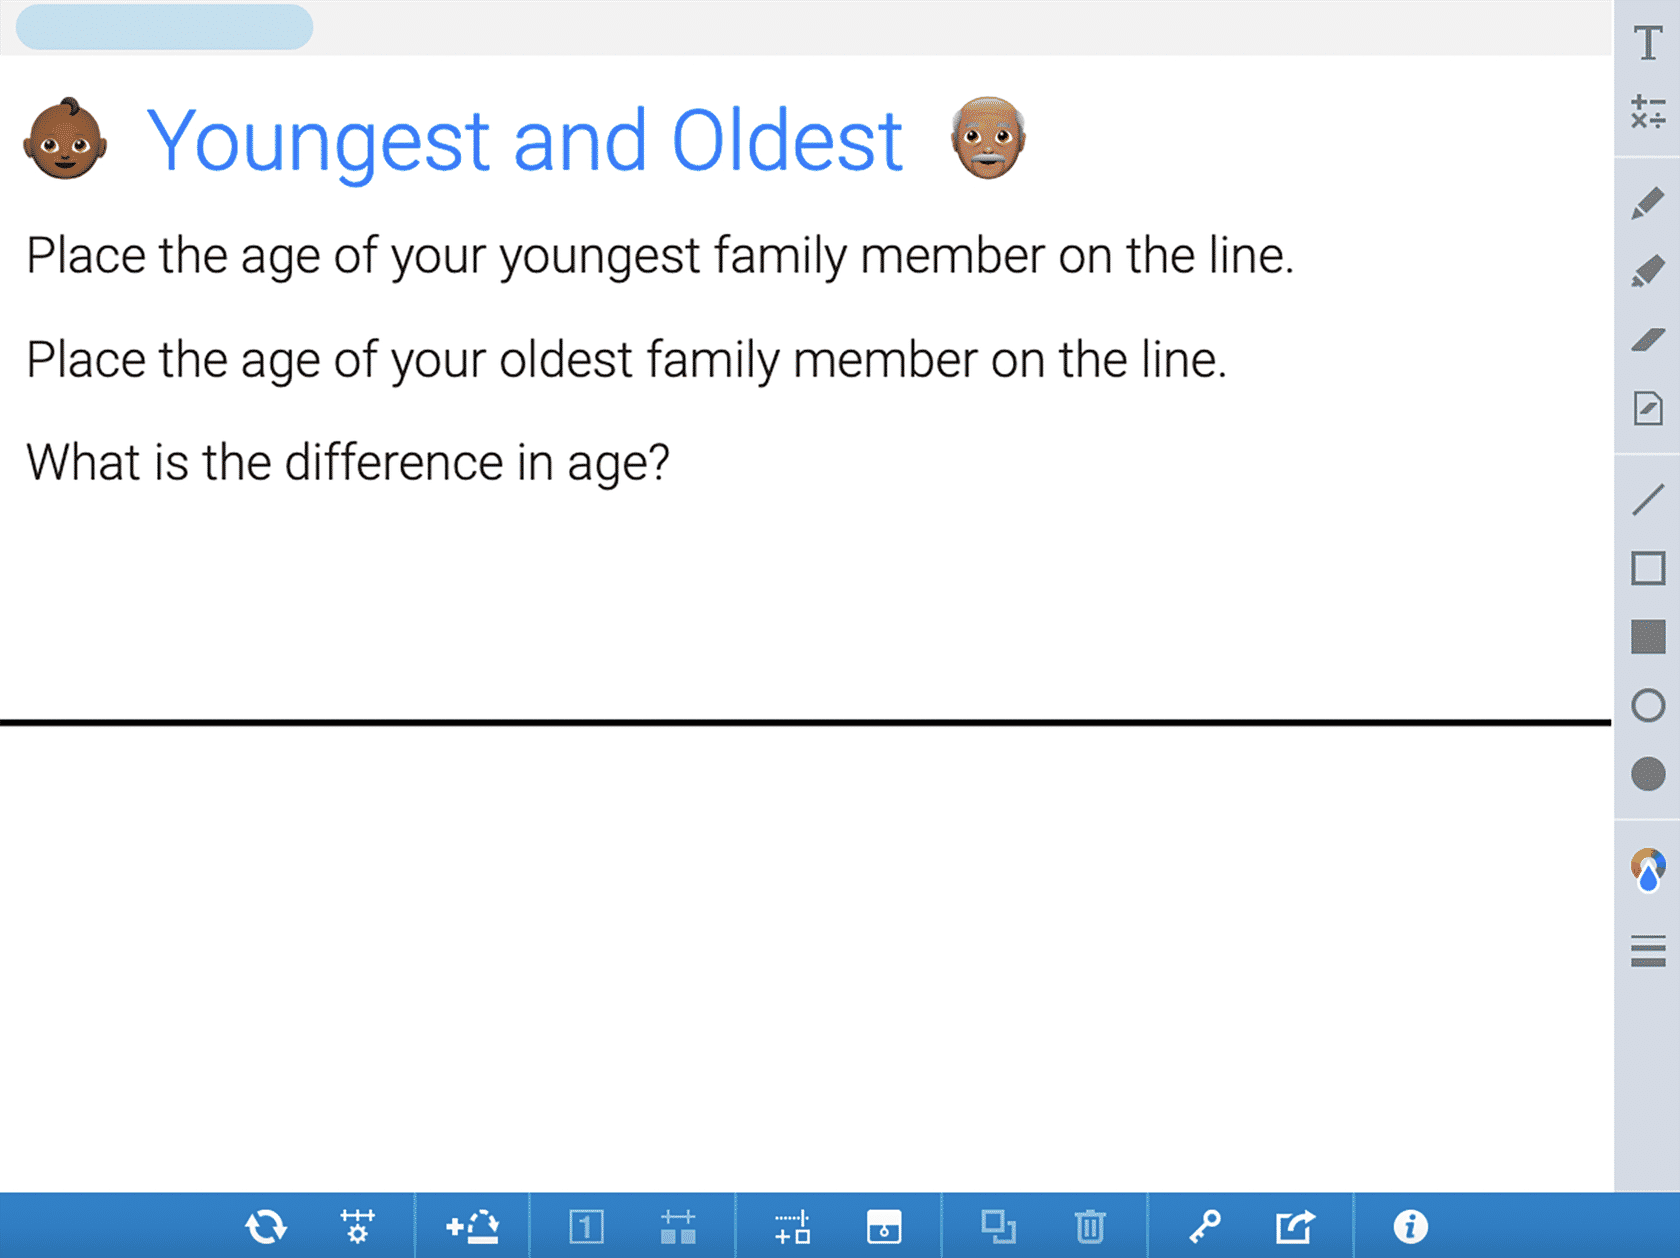 Youngest and Oldest
Place the age of your youngest family member on the line.
Place the age of your oldest family member on the line.
What is the difference in age?
T
1